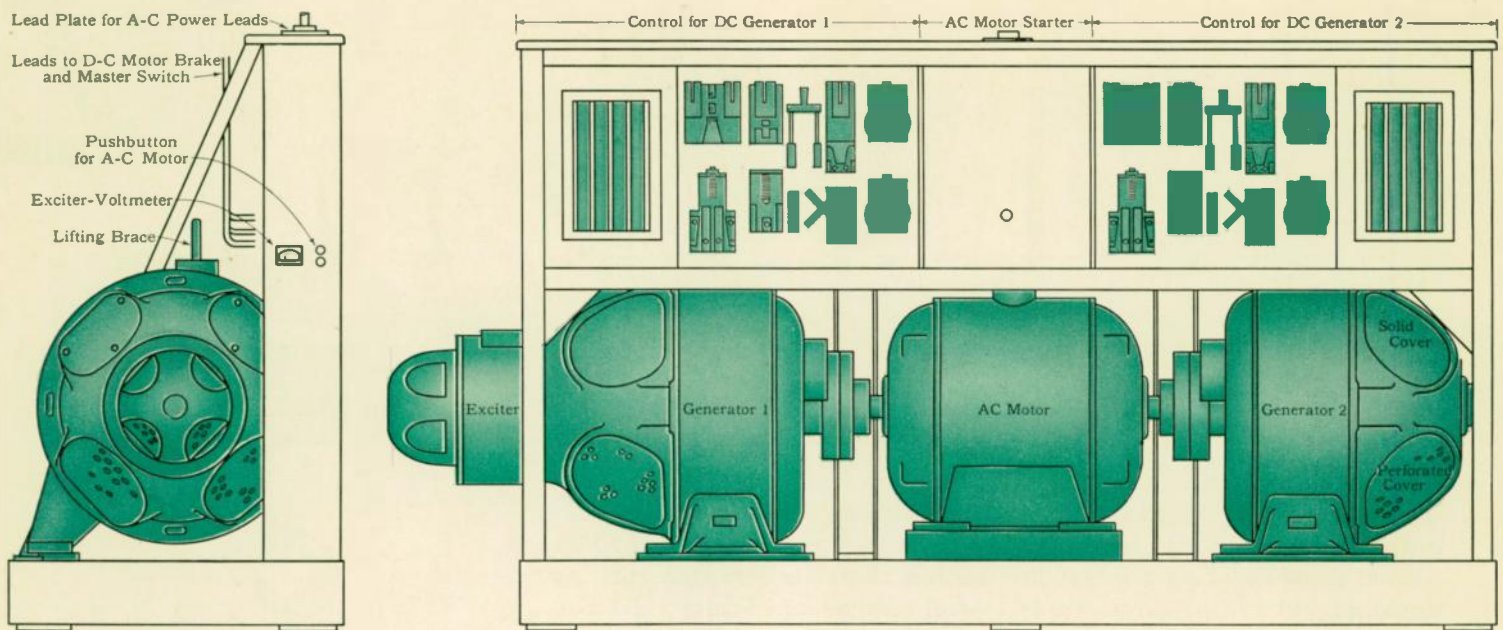 Lead Plate for A-C Power Leads
Leads to D-C Motor Brake
and Master Switch
Pushbutton
for A-C Motor
Exciter-Voltmeter
Lifting Brace
Control for DC Generator 1
AC Motor Starter
Control for DC Generator 2
Exciter
Generator 1
AC Motor
Generator 2
Solid
Cover
Perforated
Cover